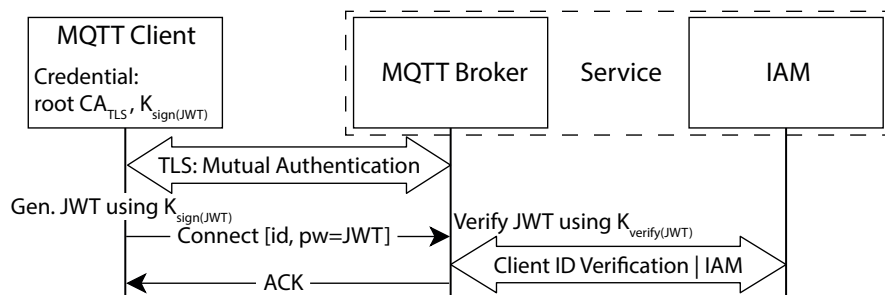 MQTT Client
Credential:
root CA_TLS, K_sign(JWT)
MQTT Broker
Service
IAM
TLS: Mutual Authentication
Gen. JWT using K_sign(JWT)
Connect [id, pw=JWT]
Verify JWT using K_verify(JWT)
Client ID Verification | IAM
ACK